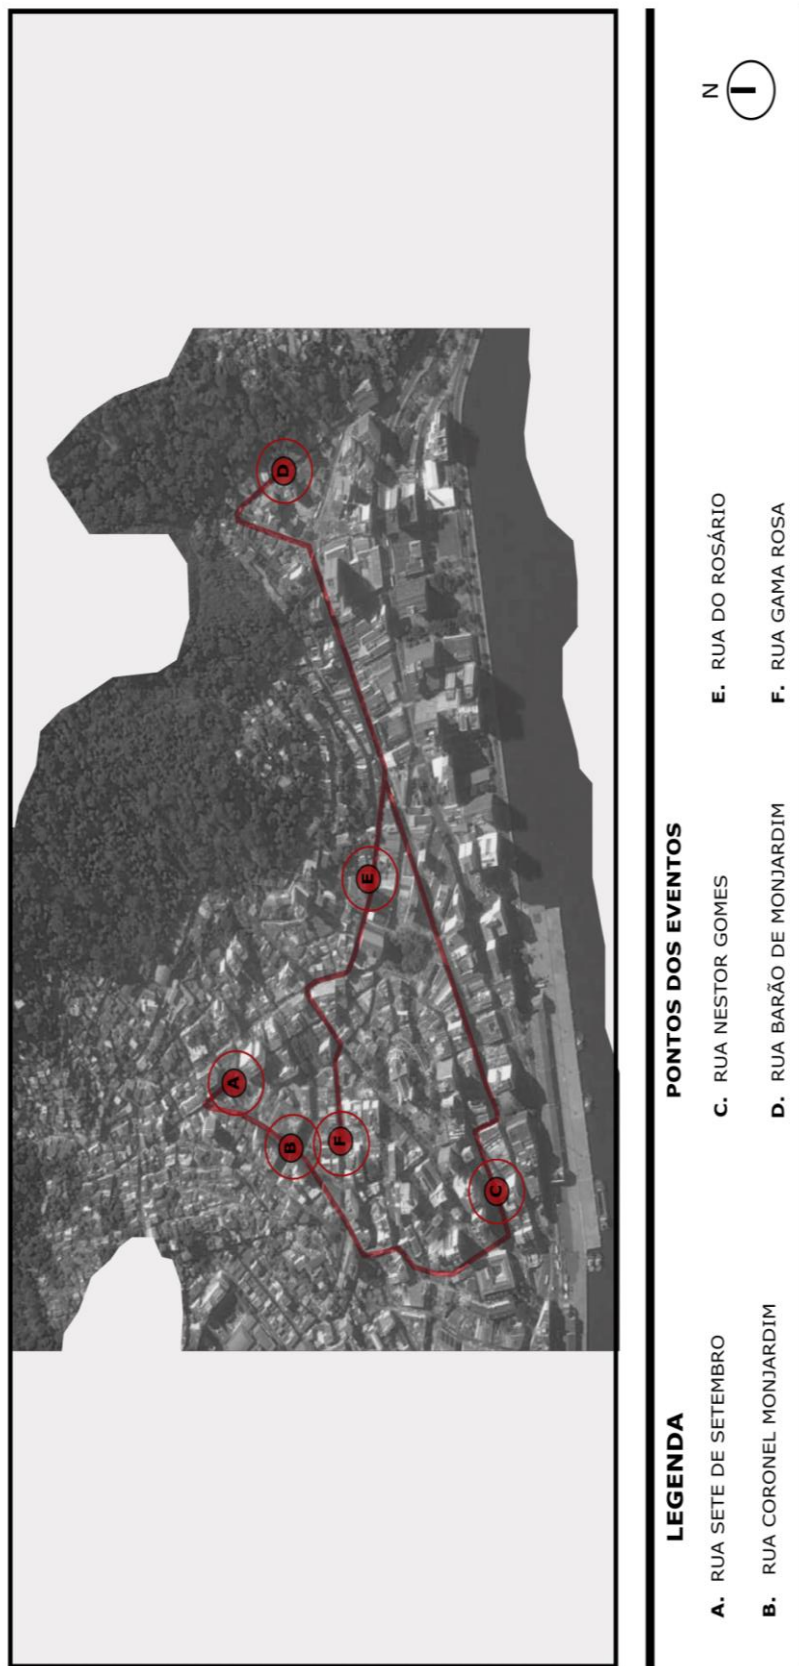 A
B
C
D
E
F
LEGENDA
PONTOS DOS EVENTOS
A. RUA SETE DE SETEMBRO
B. RUA CORONEL MONJARDIM
C. RUA NESTOR GOMES
D. RUA BARÃO DE MONJARDIM
E. RUA DO ROSÁRIO
F. RUA GAMA ROSA
N